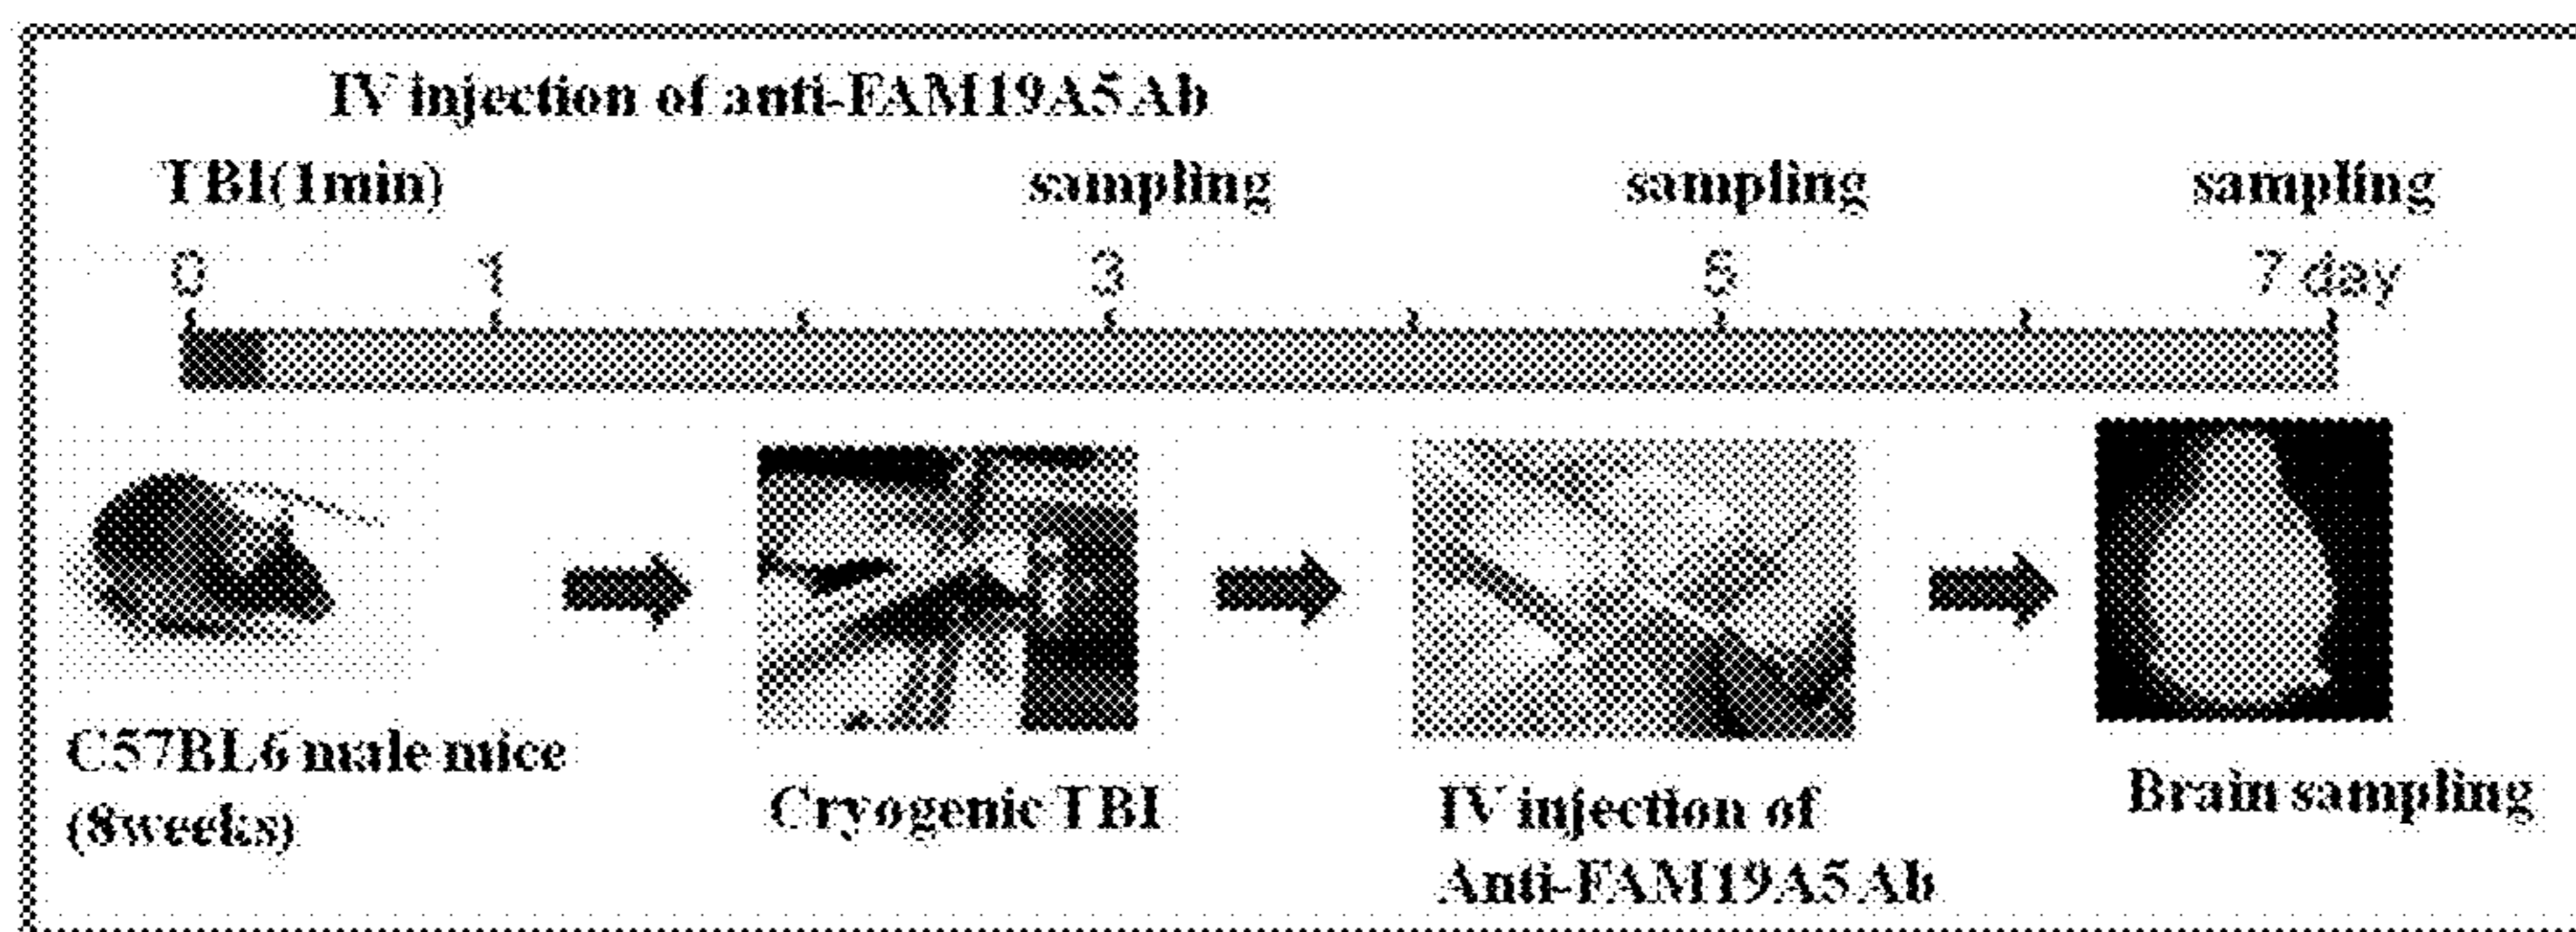 IV injection of anti-FAM19A5 Ab
TBI(1min) sampling sampling sampling
0 1 3 5 7 day
C57BL6 male mice
(8weeks)
Cryogenic TBI
IV injection of
Anti-FAM19A5 Ab
Brain sampling